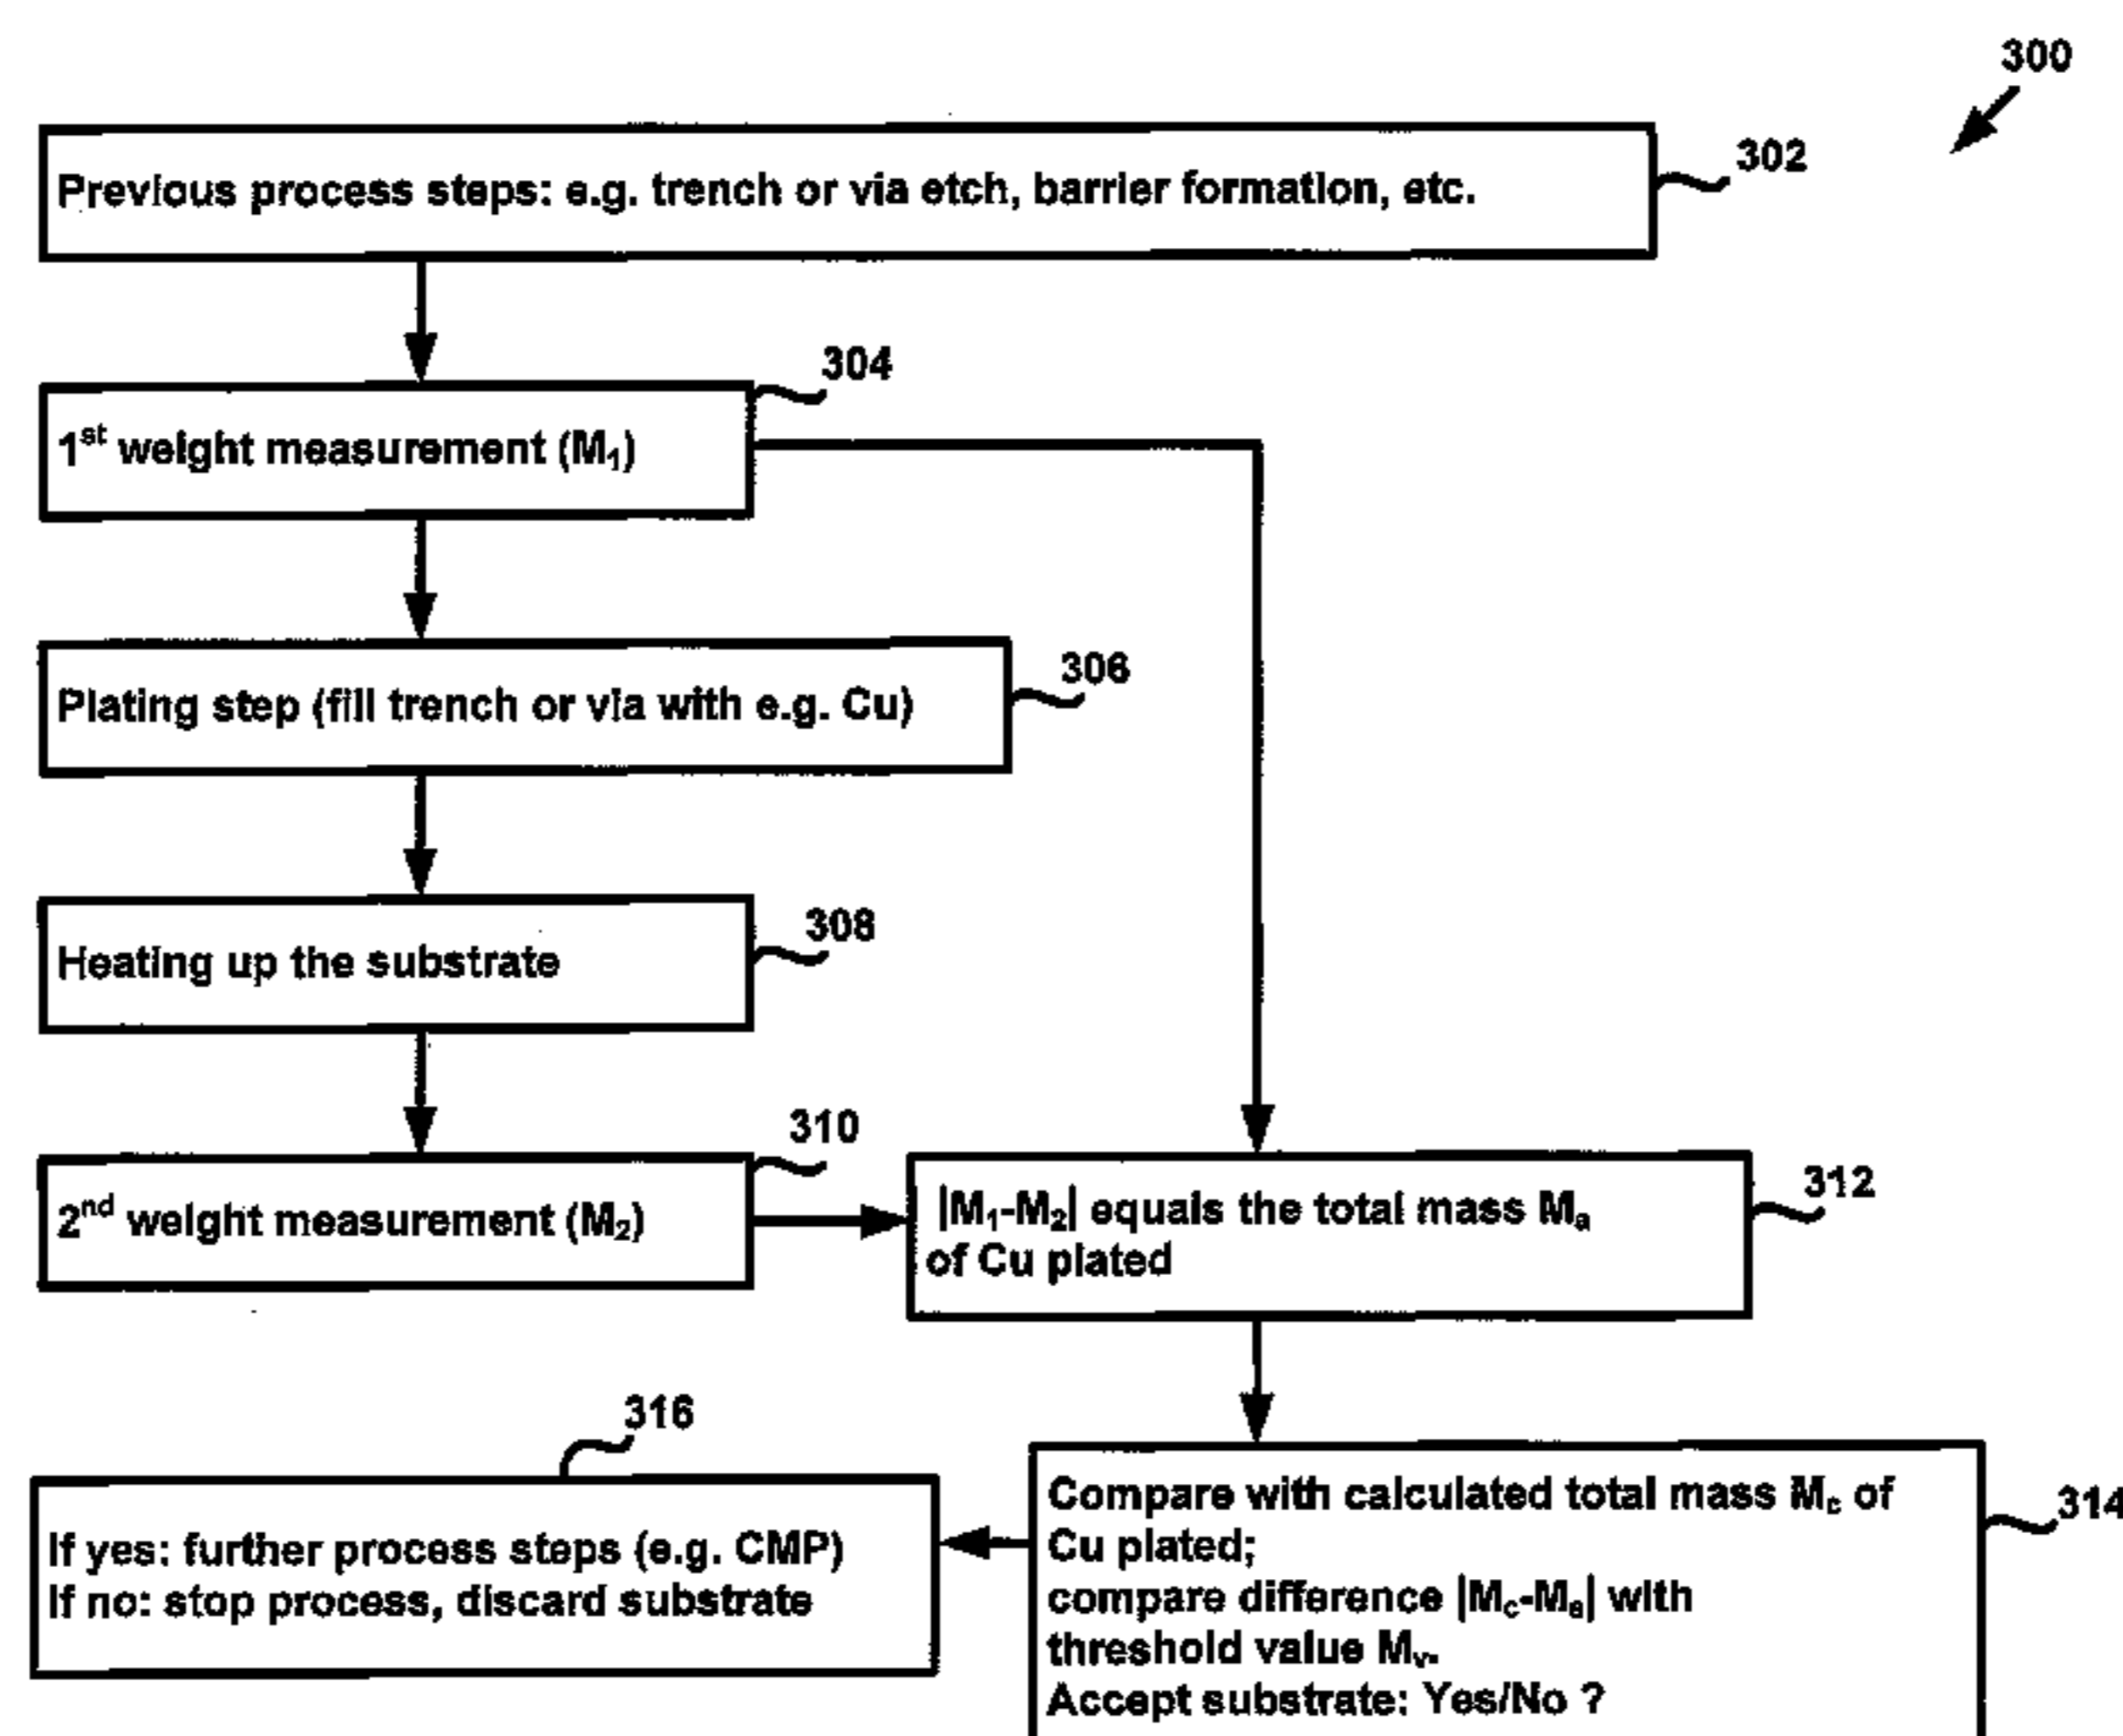 300
Previous process steps: e.g. trench or via etch, barrier formation, etc.
302
304
1st weight measurement (M1)
306
Plating step (fill trench or via with e.g. Cu)
308
Heating up the substrate
310
2nd weight measurement (M2)
312
|M1-M2| equals the total mass Ma
of Cu plated
316
If yes: further process steps (e.g. CMP)
If no: stop process, discard substrate
314
Compare with calculated total mass Mc of
Cu plated;
compare difference |Mc-Ma| with
threshold value Mv.
Accept substrate: Yes/No ?